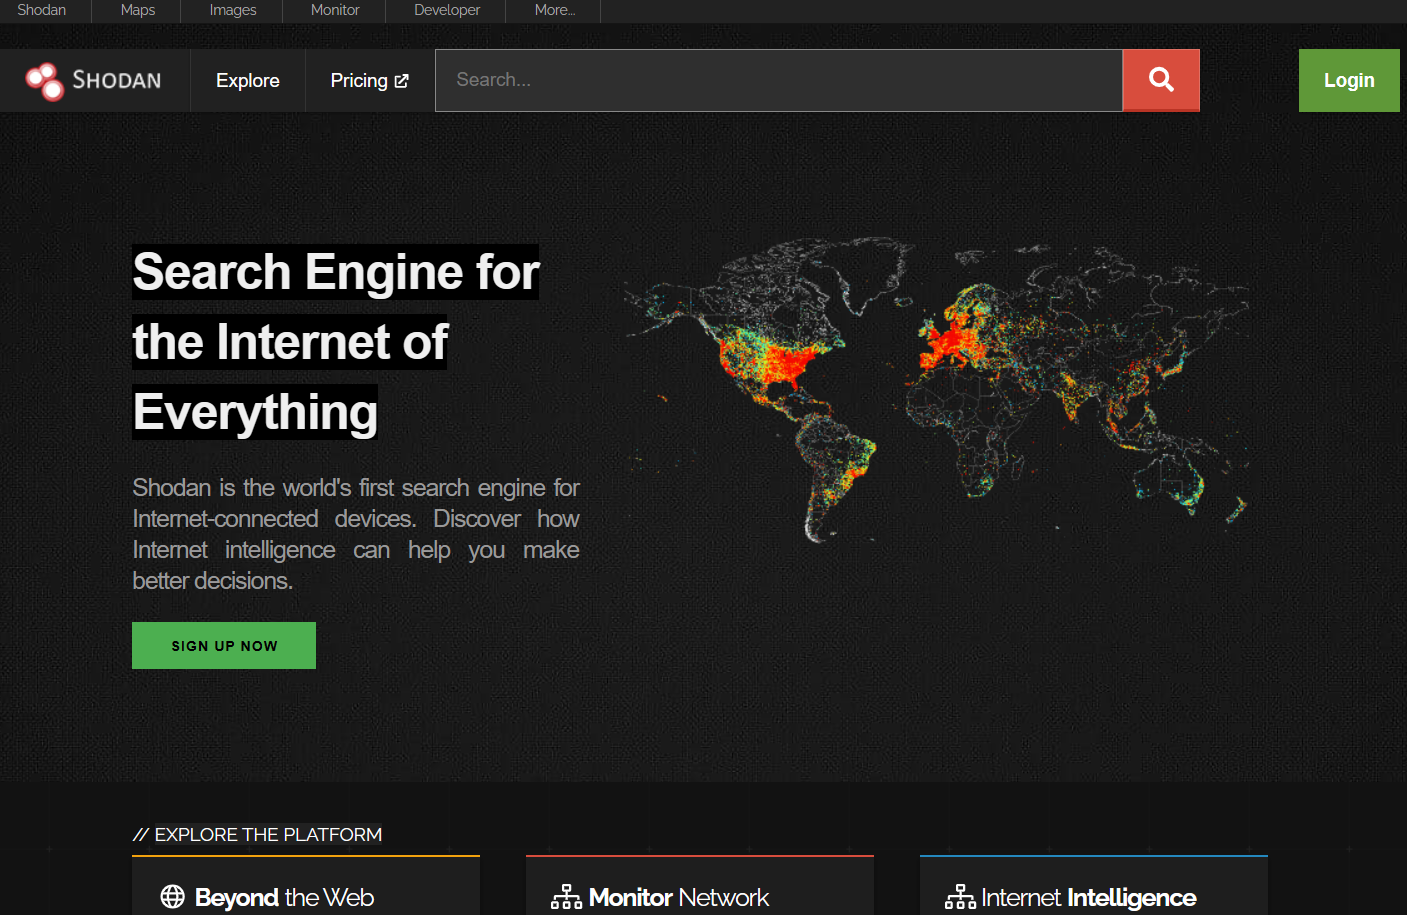 Shodan
Maps
Images
Monitor
Developer
More...
SHODAN
Explore
Pricing
Search...
Login
Search Engine for
the Internet of
Everything
Shodan is the world's first search engine for
Internet-connected devices. Discover how
Internet intelligence can help you make
better decisions.
SIGN UP NOW
// EXPLORE THE PLATFORM
Beyond the Web
Monitor Network
Internet Intelligence